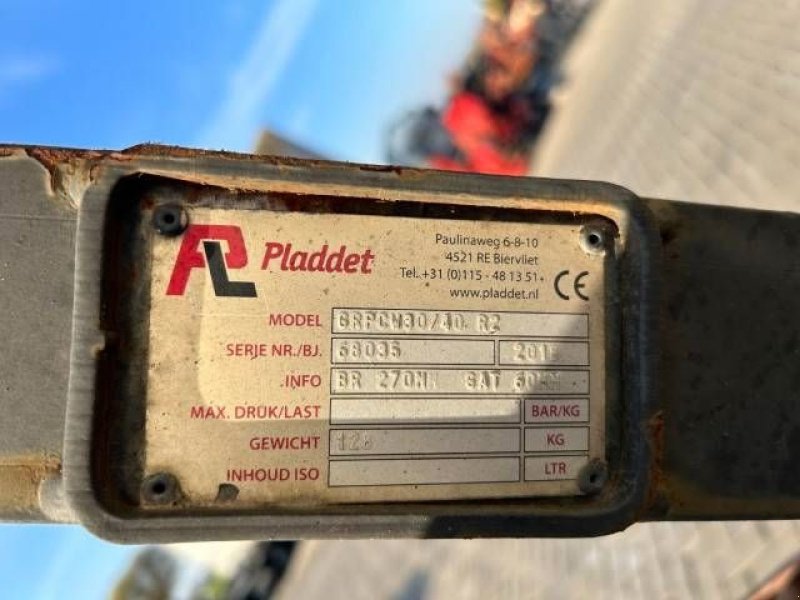 PL Pladdet
Paulinaweg 6-8-10
4521 RE Biervliet
Tel. +31 (0)115 - 48 13 51
www.pladdet.nl
CE
MODEL GRPCW30/40 R2
SERJE NR./BJ. 68035
.INFO BR 270MM GAT 60MM
MAX. DRUK/LAST BAR/KG
GEWICHT KG
INHOUD ISO LTR